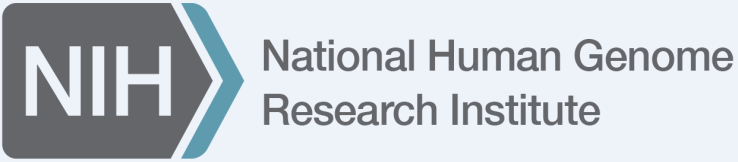 NIH
National Human Genome
Research Institute